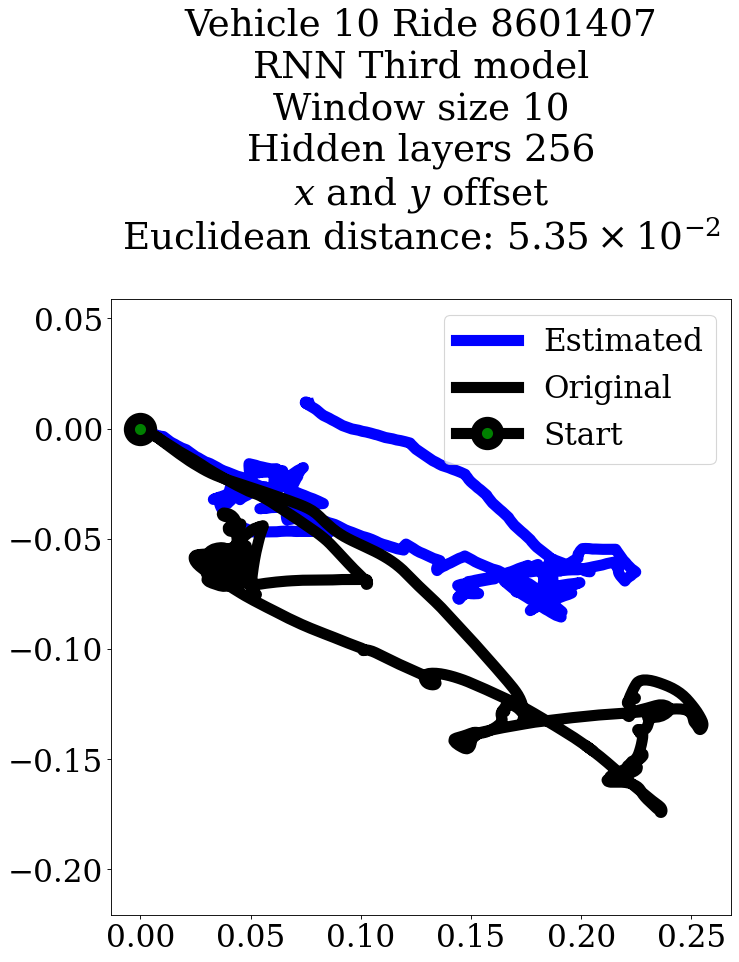 Vehicle 10 Ride 8601407
RNN Third model
Window size 10
Hidden layers 256
x and y offset
Euclidean distance: 5.35 × 10⁻²
Estimated
Original
Start
0.05
0.00
−0.05
−0.10
−0.15
−0.20
0.00 0.05 0.10 0.15 0.20 0.25